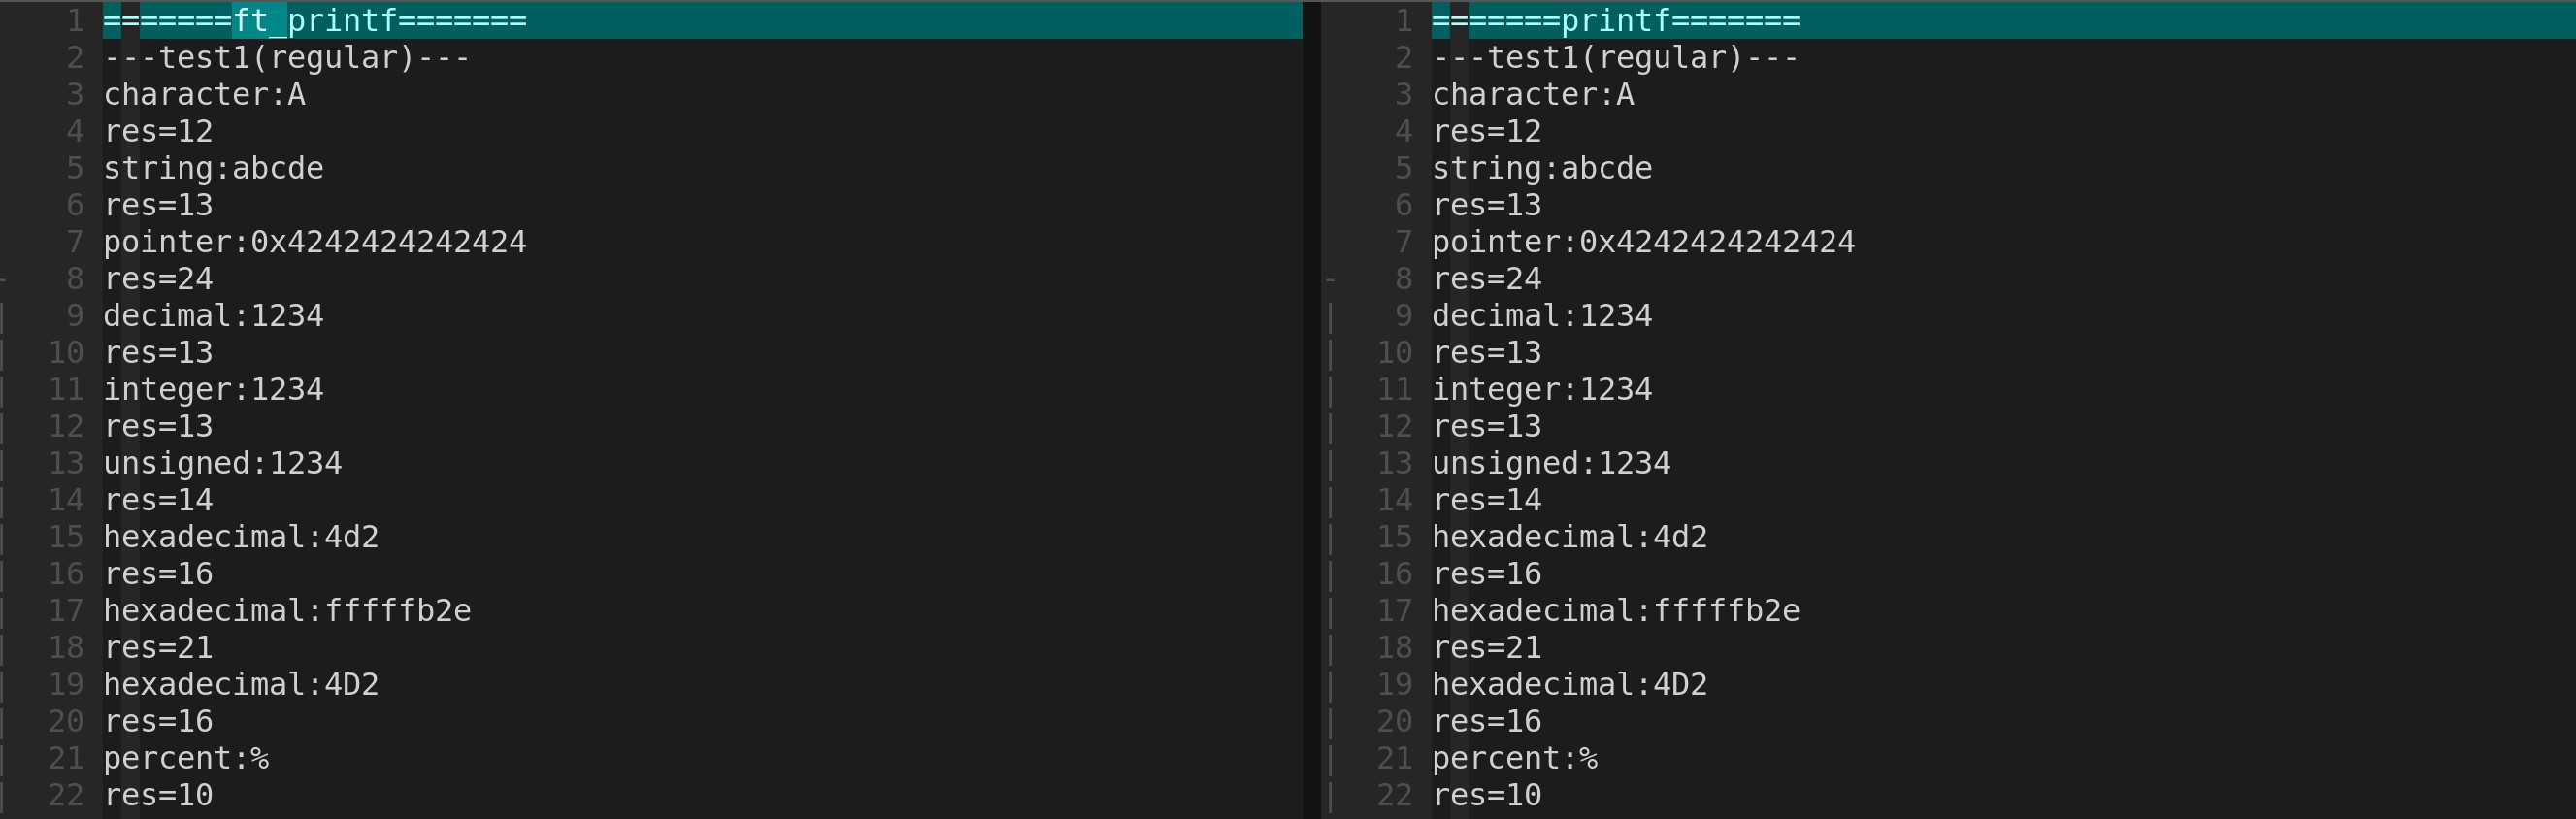 1 =======ft_printf=======
2 ---test1(regular)---
3 character:A
4 res=12
5 string:abcde
6 res=13
7 pointer:0x4242424242424
8 res=24
9 decimal:1234
10 res=13
11 integer:1234
12 res=13
13 unsigned:1234
14 res=14
15 hexadecimal:4d2
16 res=16
17 hexadecimal:fffffb2e
18 res=21
19 hexadecimal:4D2
20 res=16
21 percent:%
22 res=10
1 =======printf=======
2 ---test1(regular)---
3 character:A
4 res=12
5 string:abcde
6 res=13
7 pointer:0x4242424242424
8 res=24
9 decimal:1234
10 res=13
11 integer:1234
12 res=13
13 unsigned:1234
14 res=14
15 hexadecimal:4d2
16 res=16
17 hexadecimal:fffffb2e
18 res=21
19 hexadecimal:4D2
20 res=16
21 percent:%
22 res=10